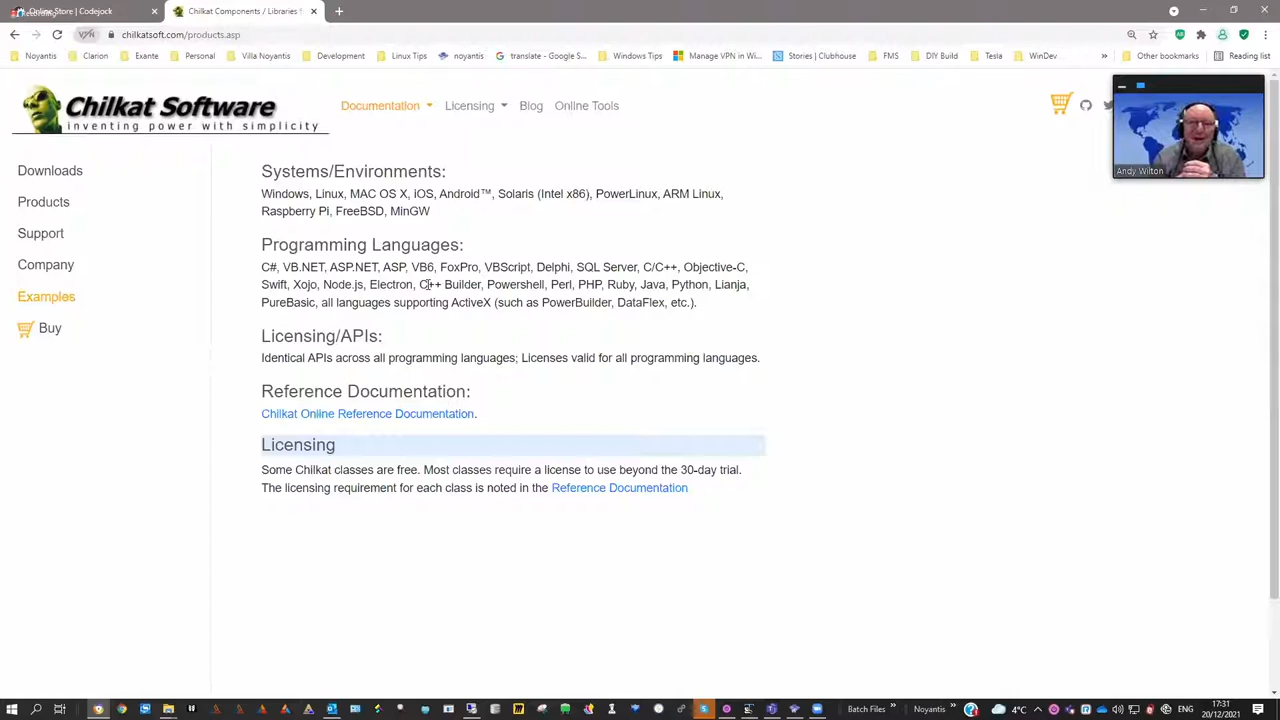 Online Store | Codejock
Recording
Chilkat Components / Libraries f
chilkatsoft.com/products.asp
VPN
Noyantis
Clarion
Exante
Personal
Villa Noyantis
Development
Linux Tips
noyantis
translate - Google S...
Windows Tips
Manage VPN in Wi...
Stories | Clubhouse
FMS
DIY Build
Tesla
WinDev
»
Other bookmarks
Reading list
Chilkat Software
inventing power with simplicity
Documentation
Licensing
Blog
Online Tools
Andy Wilton
Downloads
Products
Support
Company
Examples
Buy
Systems/Environments:
Windows, Linux, MAC OS X, iOS, Android™, Solaris (Intel x86), PowerLinux, ARM Linux,
Raspberry Pi, FreeBSD, MinGW
Programming Languages:
C#, VB.NET, ASP.NET, ASP, VB6, FoxPro, VBScript, Delphi, SQL Server, C/C++, Objective-C,
Swift, Xojo, Node.js, Electron, C++ Builder, Powershell, Perl, PHP, Ruby, Java, Python, Lianja,
PureBasic, all languages supporting ActiveX (such as PowerBuilder, DataFlex, etc.).
Licensing/APIs:
Identical APIs across all programming languages; Licenses valid for all programming languages.
Reference Documentation:
Chilkat Online Reference Documentation.
Licensing
Some Chilkat classes are free. Most classes require a license to use beyond the 30-day trial.
The licensing requirement for each class is noted in the Reference Documentation
Batch Files »
Noyantis »
4°C
ENG
17:31
20/12/2021